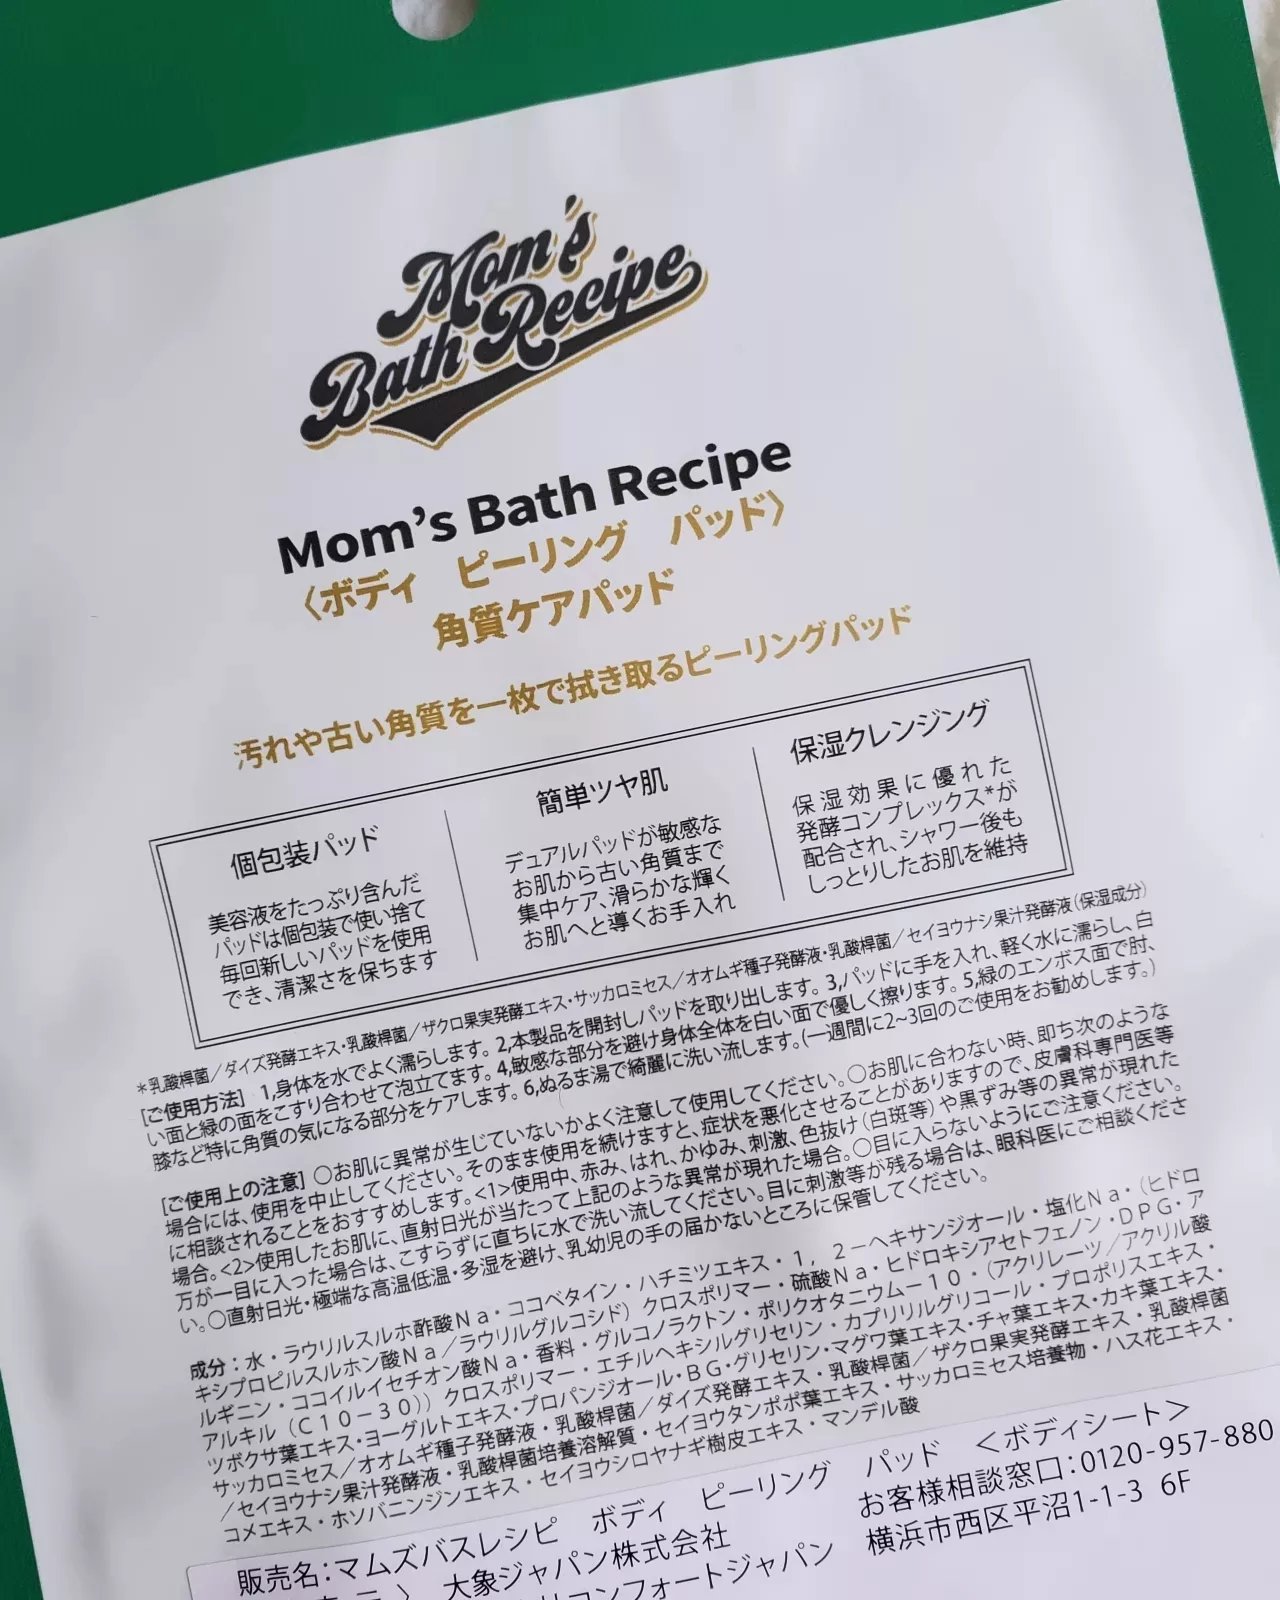 Mom's
Bath Recipe
Mom's Bath Recipe
〈ボディ　ピーリング　パッド〉
角質ケアパッド
汚れや古い角質を一枚で拭き取るピーリングパッド
個包装パッド
美容液をたっぷり含んだ
パッドは個包装で使い捨て
毎回新しいパッドを使用
でき、清潔さを保ちます
簡単ツヤ肌
デュアルパッドが敏感な
お肌から古い角質まで
集中ケア、滑らかな輝く
お肌へと導くお手入れ
保湿クレンジング
保湿効果に優れた
発酵コンプレックス*が
配合され、シャワー後も
しっとりしたお肌を維持
*乳酸桿菌／ダイズ発酵エキス・乳酸桿菌／ザクロ果実発酵エキス・サッカロミセス／オオムギ種子発酵液・乳酸桿菌／セイヨウナシ果汁発酵液（保湿成分）
[ご使用方法] 1,身体を水でよく濡らします。2,本製品を開封しパッドを取り出します。3,パッドに手を入れ、軽く水に濡らし、白
い面と緑の面をこすり合わせて泡立てます。4,敏感な部分を避け身体全体を白い面で優しく擦ります。5,緑のエンボス面で肘、
膝など特に角質の気になる部分をケアします。6,ぬるま湯で綺麗に洗い流します。(一週間に2~3回のご使用をお勧めします。)
[ご使用上の注意] ○お肌に異常が生じていないかよく注意して使用してください。○お肌に合わない時、即ち次のような
場合には、使用を中止してください。そのまま使用を続けますと、症状を悪化させることがありますので、皮膚科専門医等
に相談されることをおすすめします。<1>使用中、赤み、はれ、かゆみ、刺激、色抜け（白斑等）や黒ずみ等の異常が現れた
場合。<2>使用したお肌に、直射日光が当たって上記のような異常が現れた場合。○目に入らないようにご注意ください。
万が一目に入った場合は、こすらずに直ちに水で洗い流してください。目に刺激等が残る場合は、眼科医にご相談くださ
い。○直射日光・極端な高温低温・多湿を避け、乳幼児の手の届かないところに保管してください。
成分：水・ラウリルスルホ酢酸Ｎａ・ココベタイン・ハチミツエキス・１，２－ヘキサンジオール・塩化Ｎａ・（ヒドロ
キシプロピルスルホン酸Ｎａ／ラウリルグルコシド）クロスポリマー・硫酸Ｎａ・ヒドロキシアセトフェノン・ＤＰＧ・ア
ルギニン・ココイルイセチオン酸Ｎａ・香料・グルコノラクトン・ポリクオタニウム－１０・（アクリレーツ／アクリル酸
アルキル（Ｃ１０－３０））クロスポリマー・エチルヘキシルグリセリン・カプリリルグリコール・プロポリスエキス・
ツボクサ葉エキス・ヨーグルトエキス・プロパンジオール・ＢＧ・グリセリン・マグワ葉エキス・チャ葉エキス・カキ葉エキス・
サッカロミセス／オオムギ種子発酵液・乳酸桿菌／ダイズ発酵エキス・乳酸桿菌／ザクロ果実発酵エキス・乳酸桿菌
／セイヨウナシ果汁発酵液・乳酸桿菌培養溶解質・セイヨウタンポポ葉エキス・サッカロミセス培養物・ハス花エキス・
コメエキス・ホソバニンジンエキス・セイヨウシロヤナギ樹皮エキス・マンデル酸
販売名：マムズバスレシピ　ボディ　ピーリング　パッド　＜ボディシート＞
大象ジャパン株式会社　お客様相談窓口：0120-957-880
コンフォートジャパン　横浜市西区平沼1-1-3 6F